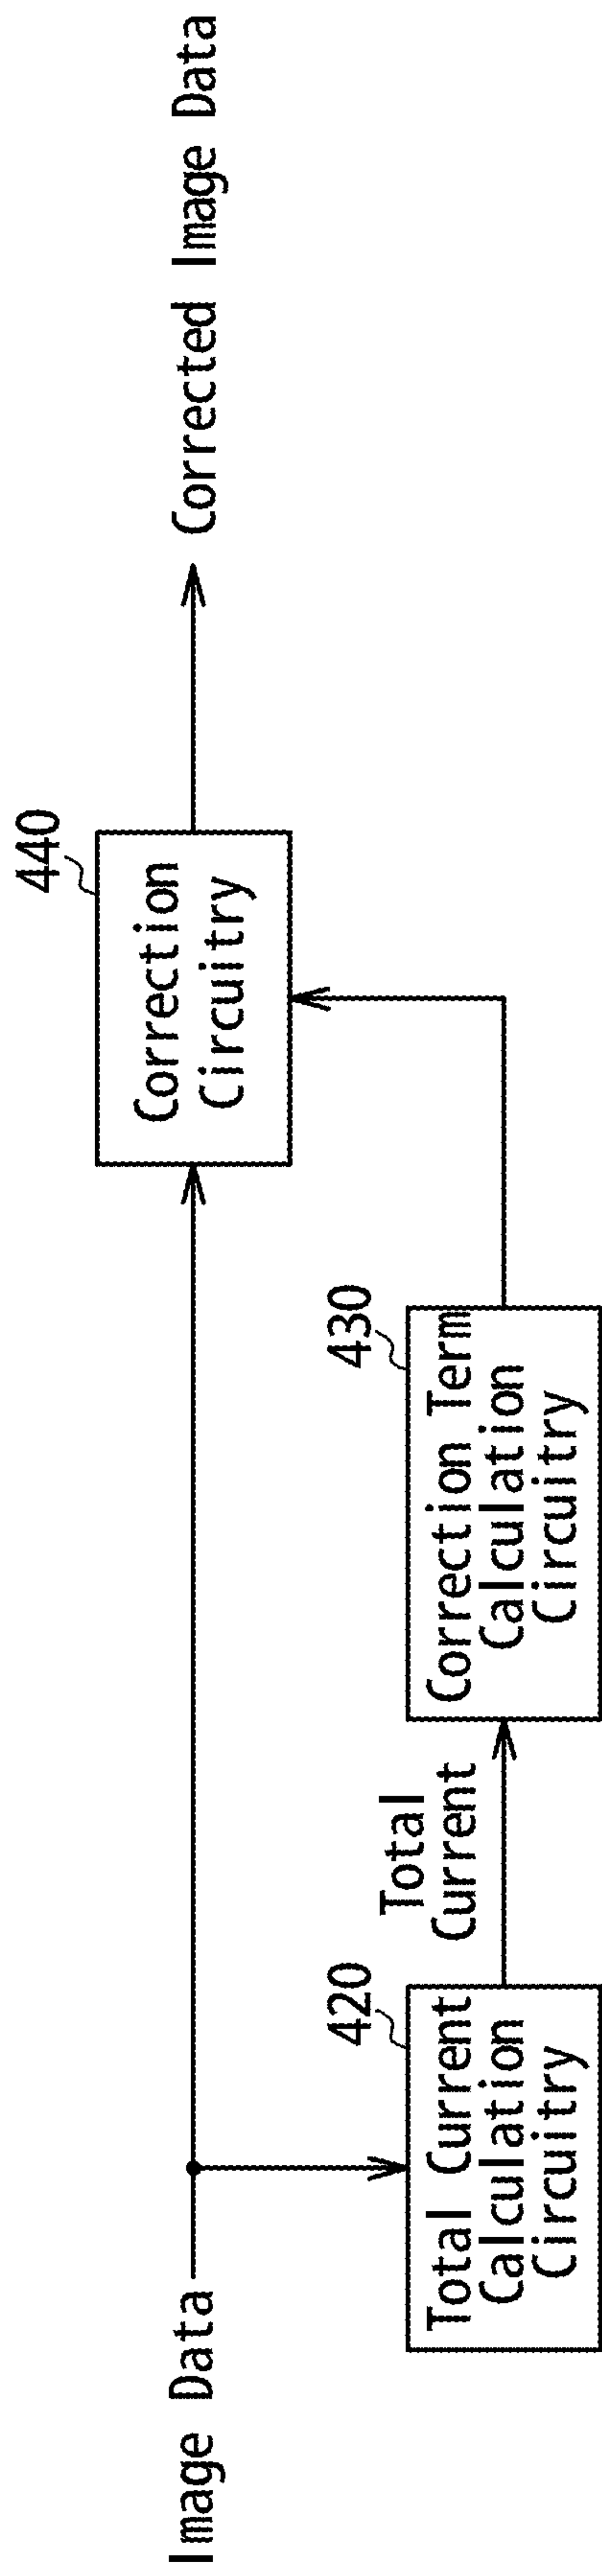 Image Data
Corrected Image Data
440
Correction
Circuitry
420
Total Current
Calculation
Circuitry
Total
Current
430
Correction Term
Calculation
Circuitry